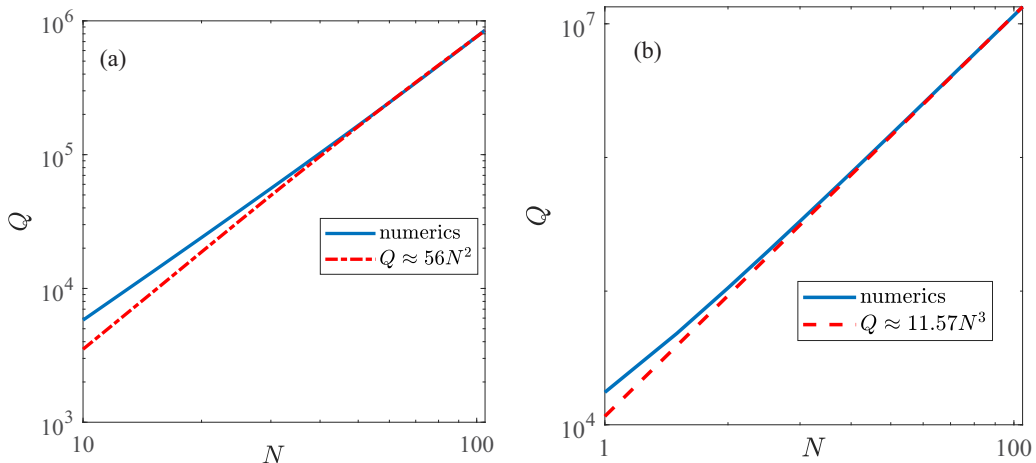 (a)
10^6
10^5
10^4
10^3
Q
10
N
100
numerics
Q ≈ 56N^2
(b)
10^7
10^4
Q
1
N
100
numerics
Q ≈ 11.57N^3